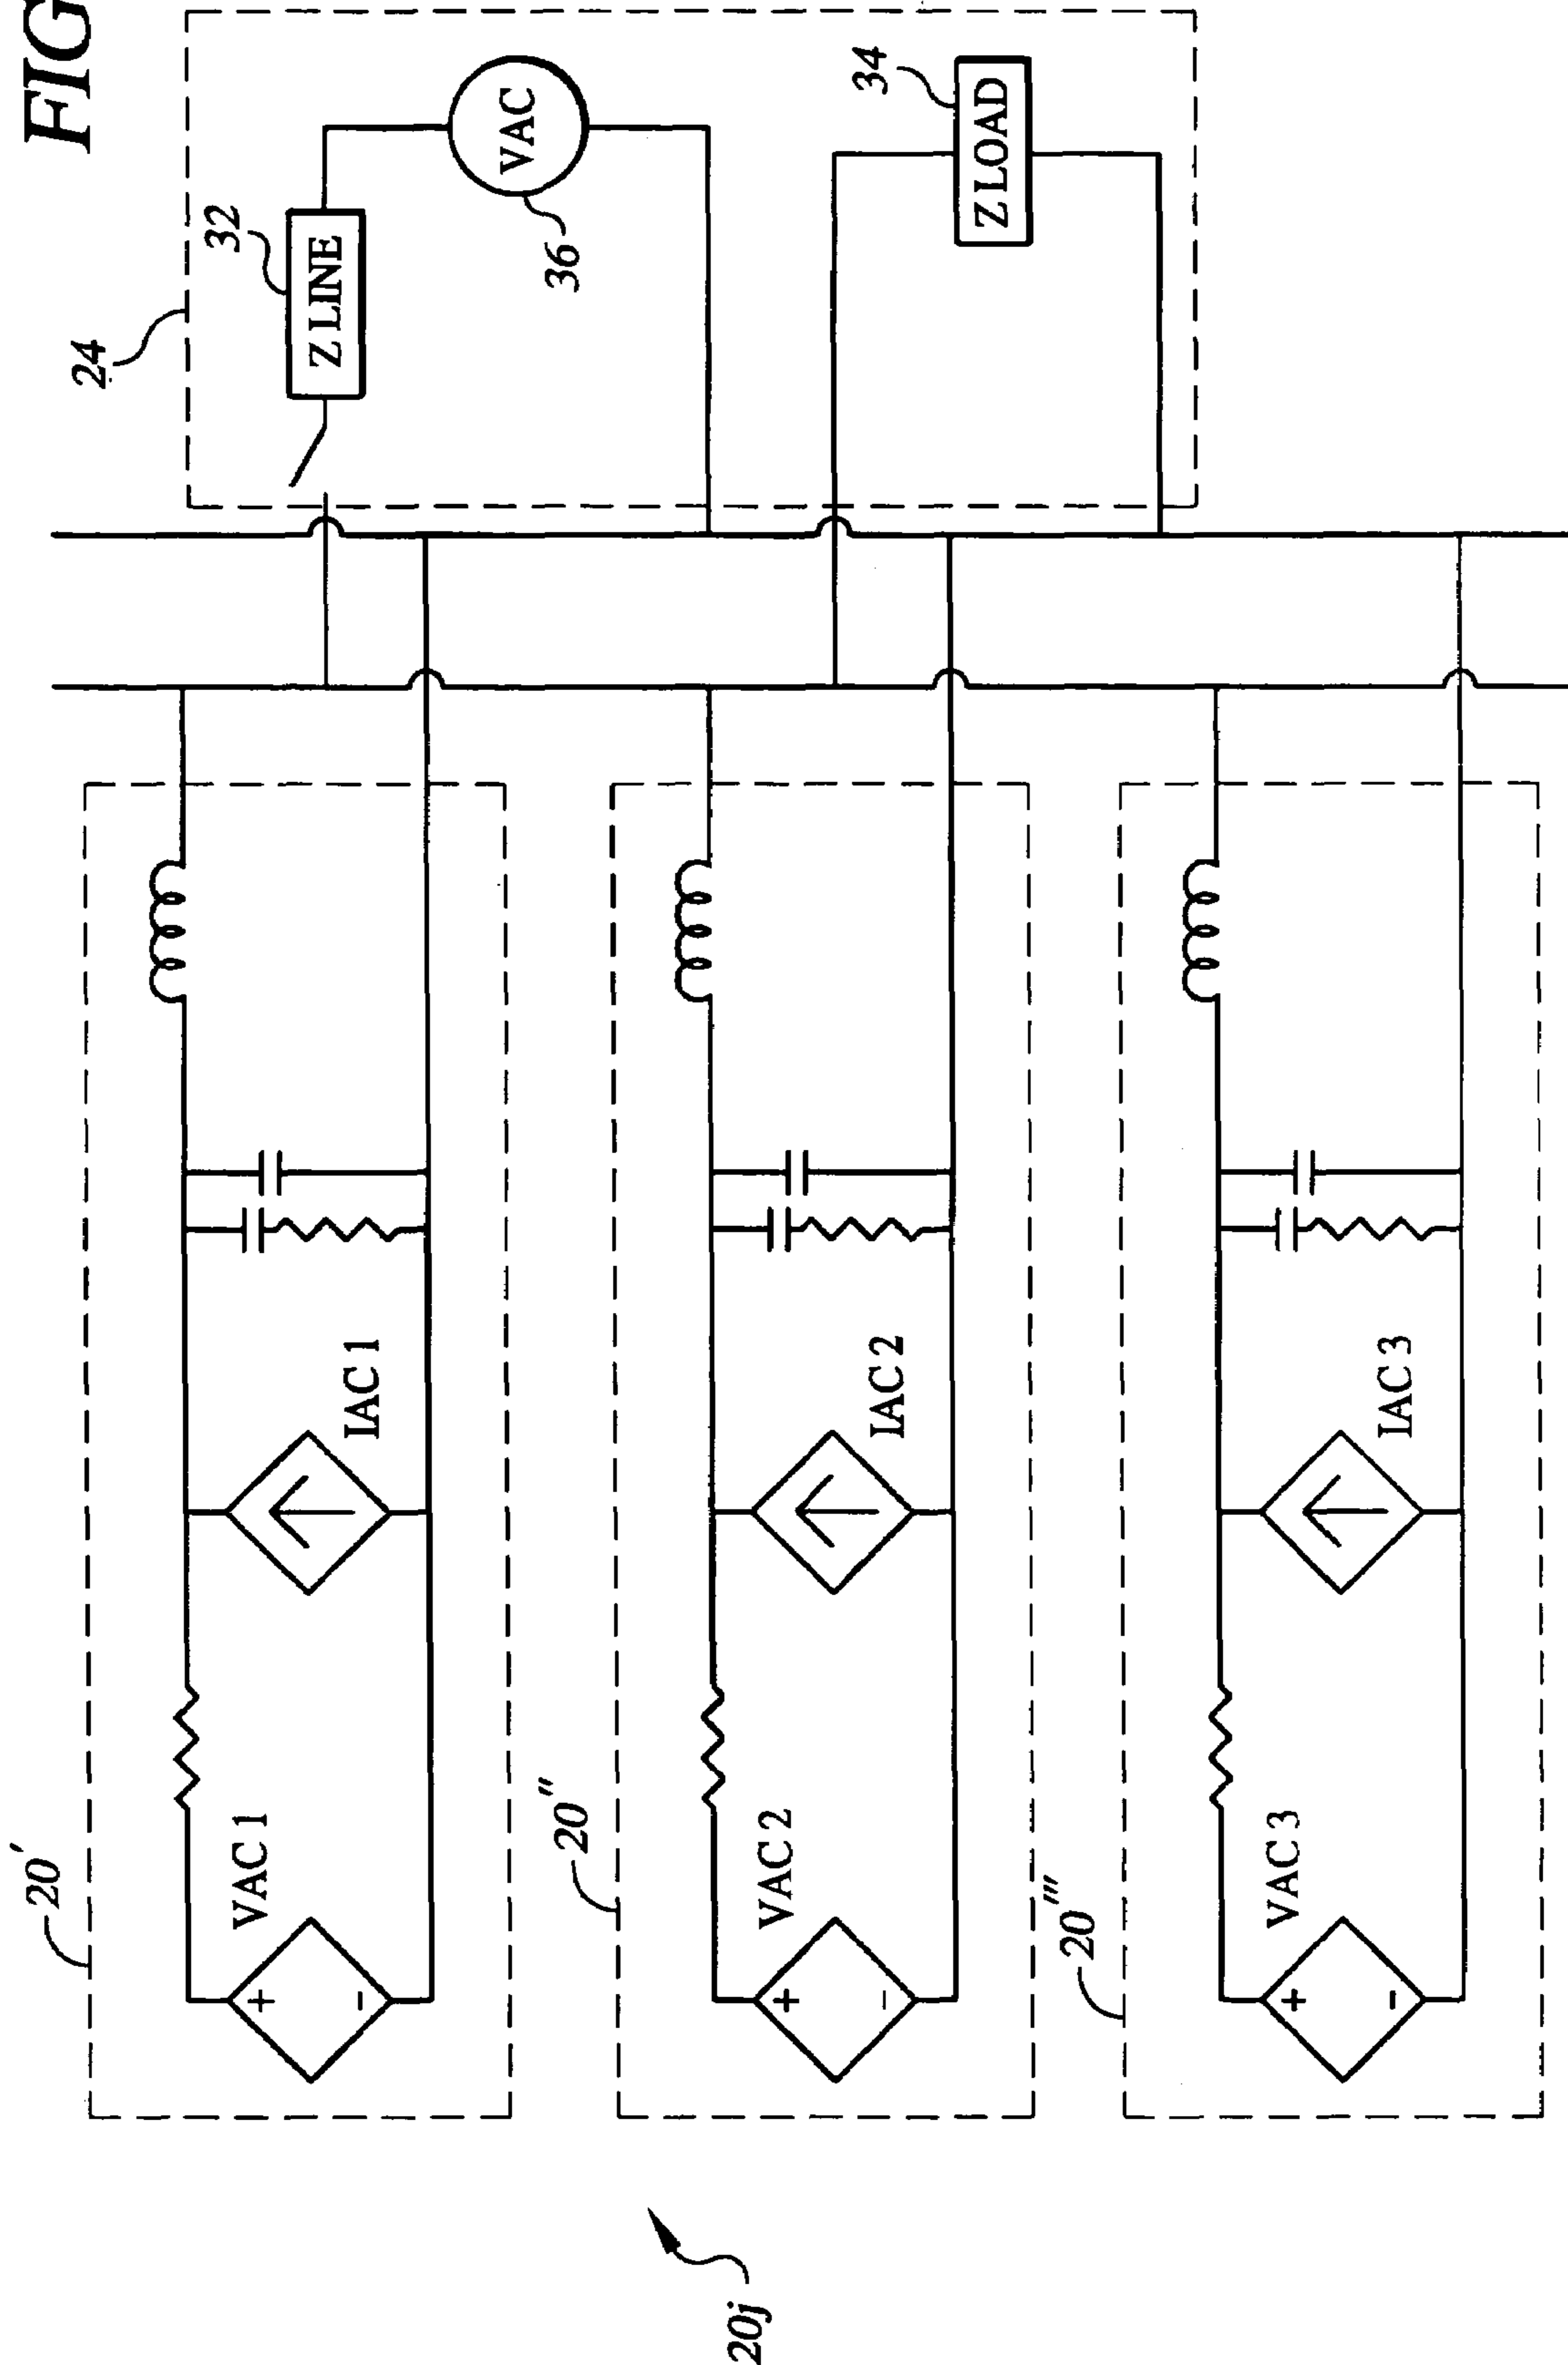 FIG
24
32
Z LINE
VAC
36
34
Z LOAD
20'
VAC 1
IAC 1
20''
VAC 2
IAC 2
20'''
VAC 3
IAC 3
+
-
+
-
+
-
20j